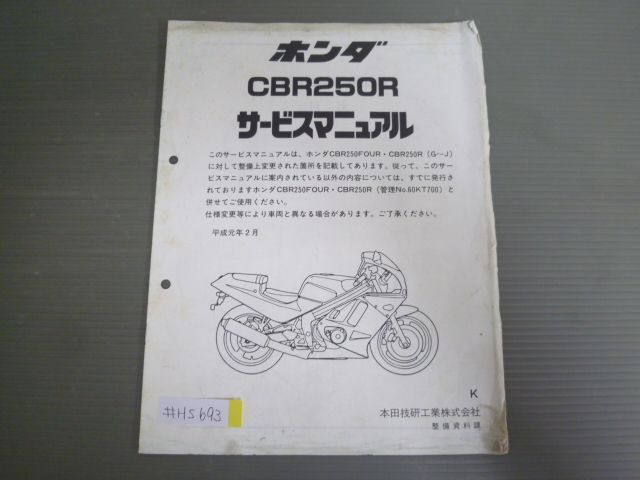 ホンダ
CBR250R
サービスマニュアル
このサービスマニュアルは、ホンダCBR250FOUR・CBR250R（G〜J）
に対して整備上変更された箇所を記載してあります。従って、このサー
ビスマニュアルに案内されている以外の内容については、すでに発行さ
れておりますホンダCBR250FOUR・CBR250R（管理No.60KT700）と
併せてご使用ください。
仕様変更等により車両と異なる場合があります。ご了承ください。
平成元年2月
K
本田技研工業株式会社
整備資料課
#HS693